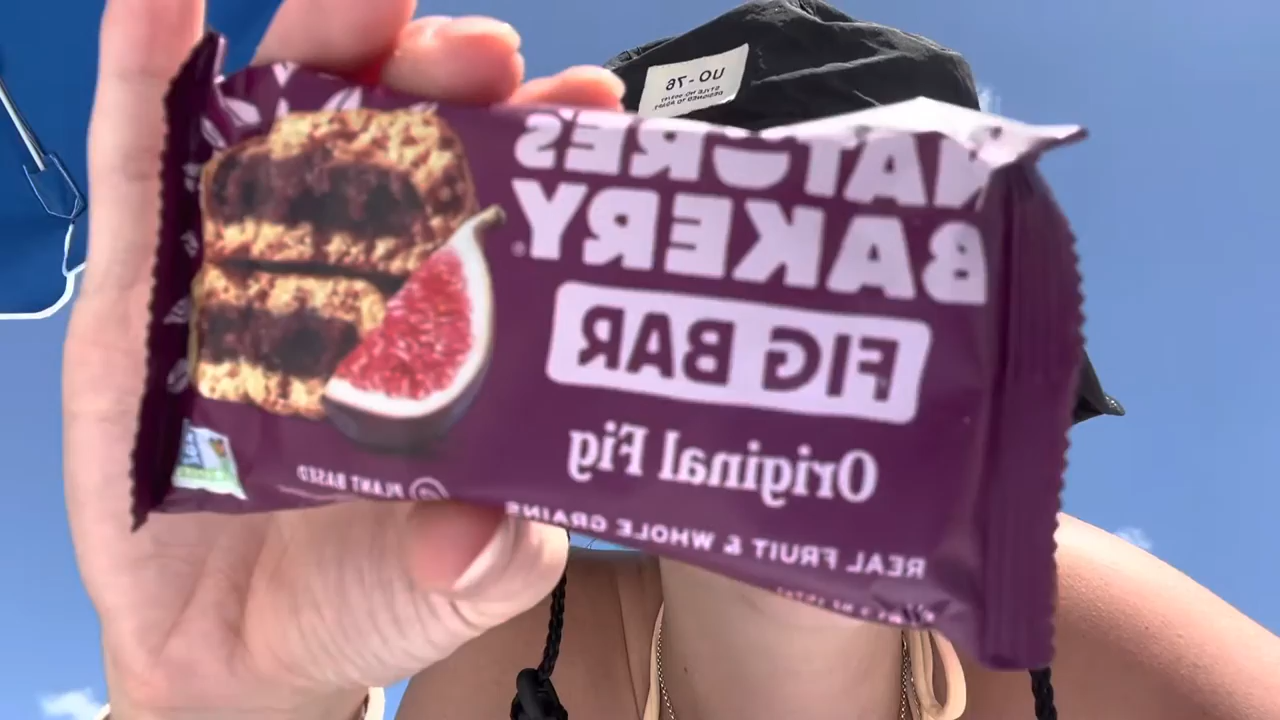 UO-76
NATURE'S
BAKERY
FIG BAR
Original Fig
PLANT BASED
REAL FRUIT & WHOLE GRAINS